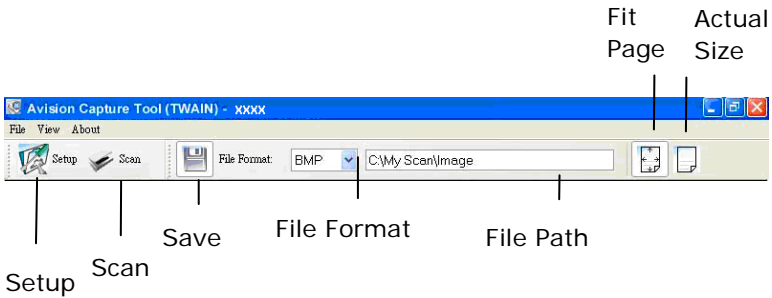 Fit Page
Actual Size
Avision Capture Tool (TWAIN) - xxxx
File View About
Setup Scan File Format: BMP C:\My Scan\Image
Save
File Format
File Path
Scan
Setup